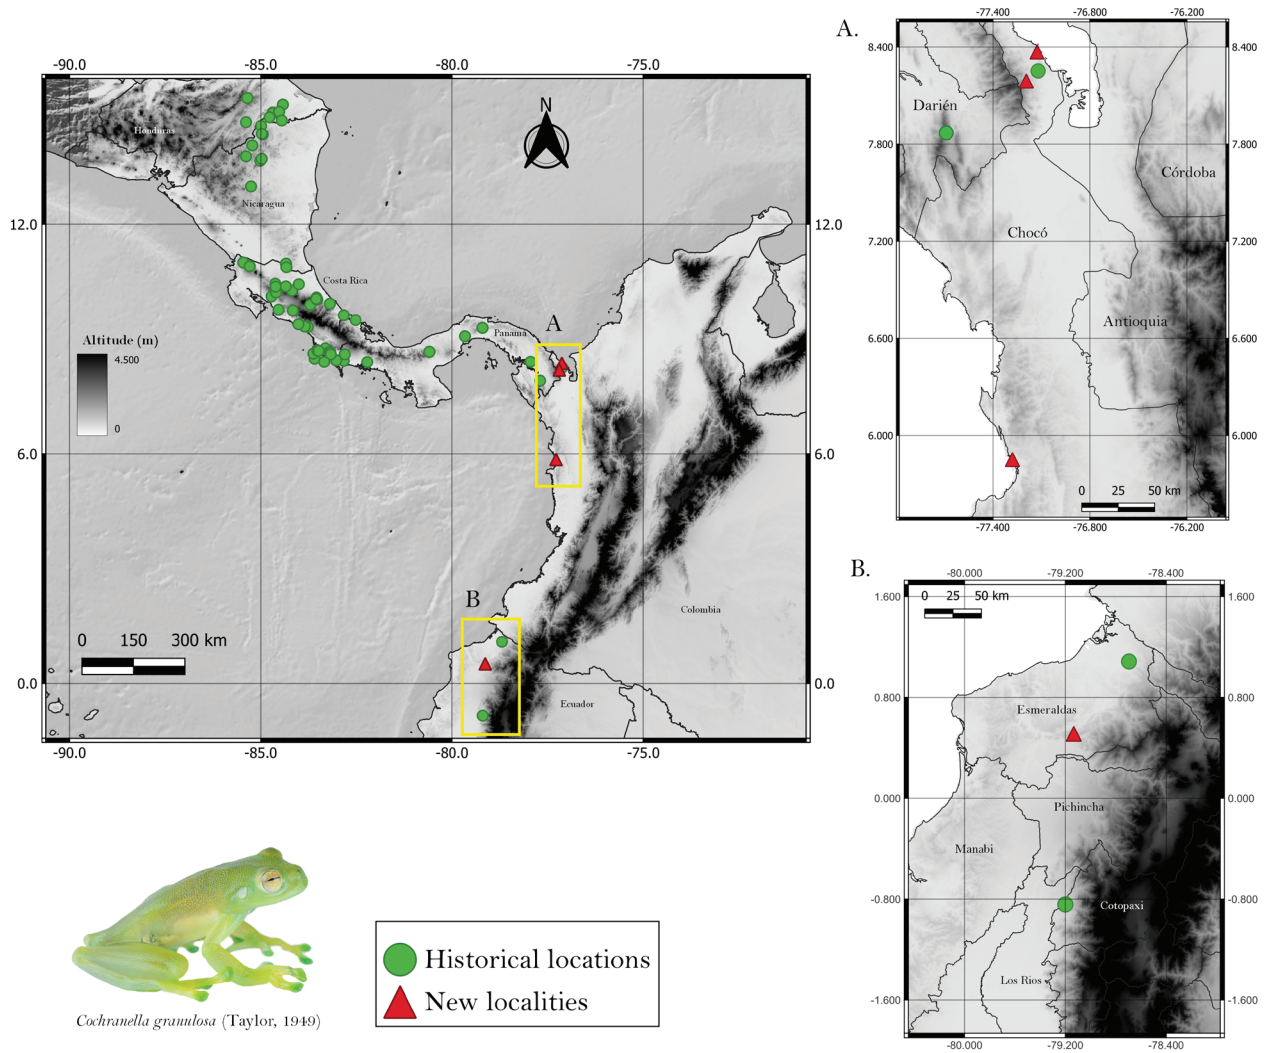 -90.0 -85.0 -80.0 -75.0
12.0 12.0
6.0 6.0
0.0 0.0
-90.0 -85.0 -80.0 -75.0
N
Honduras
Nicaragua
Costa Rica
Panamá
Colombia
Ecuador
A
B
Altitude (m)
4.500
0
0 150 300 km
A.
-77.400 -76.800 -76.200
8.400 8.400
7.800 7.800
7.200 7.200
6.600 6.600
6.000 6.000
-77.400 -76.800 -76.200
Darién
Córdoba
Chocó
Antioquia
0 25 50 km
B.
-80.000 -79.200 -78.400
1.600 1.600
0.800 0.800
0.000 0.000
-0.800 -0.800
-1.600 -1.600
-80.000 -79.200 -78.400
0 25 50 km
Esmeraldas
Pichincha
Manabi
Cotopaxi
Los Rios
Cochranella granulosa (Taylor, 1949)
Historical locations
New localities